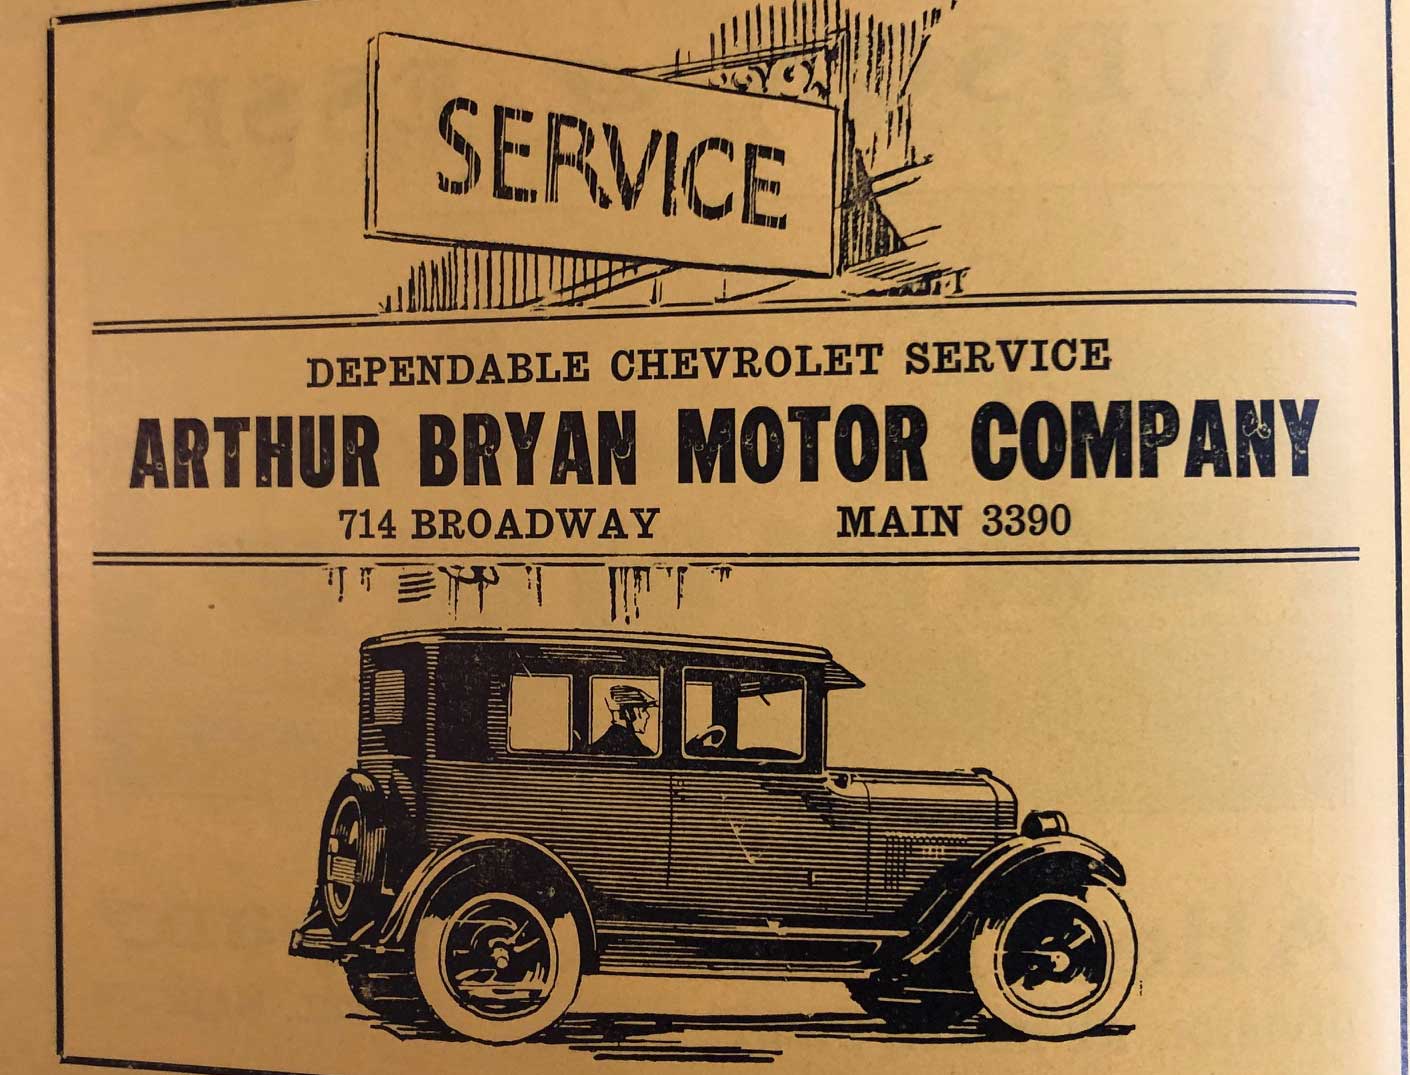 SERVICE
DEPENDABLE CHEVROLET SERVICE
ARTHUR BRYAN MOTOR COMPANY
714 BROADWAY MAIN 3390